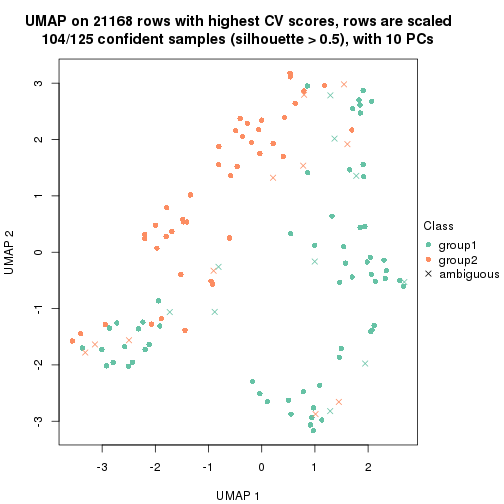 UMAP on 21168 rows with highest CV scores, rows are scaled
104/125 confident samples (silhouette > 0.5), with 10 PCs
3
2
1
0
-1
-2
-3
UMAP 2
-3
-2
-1
0
1
2
UMAP 1
Class
group1
group2
ambiguous